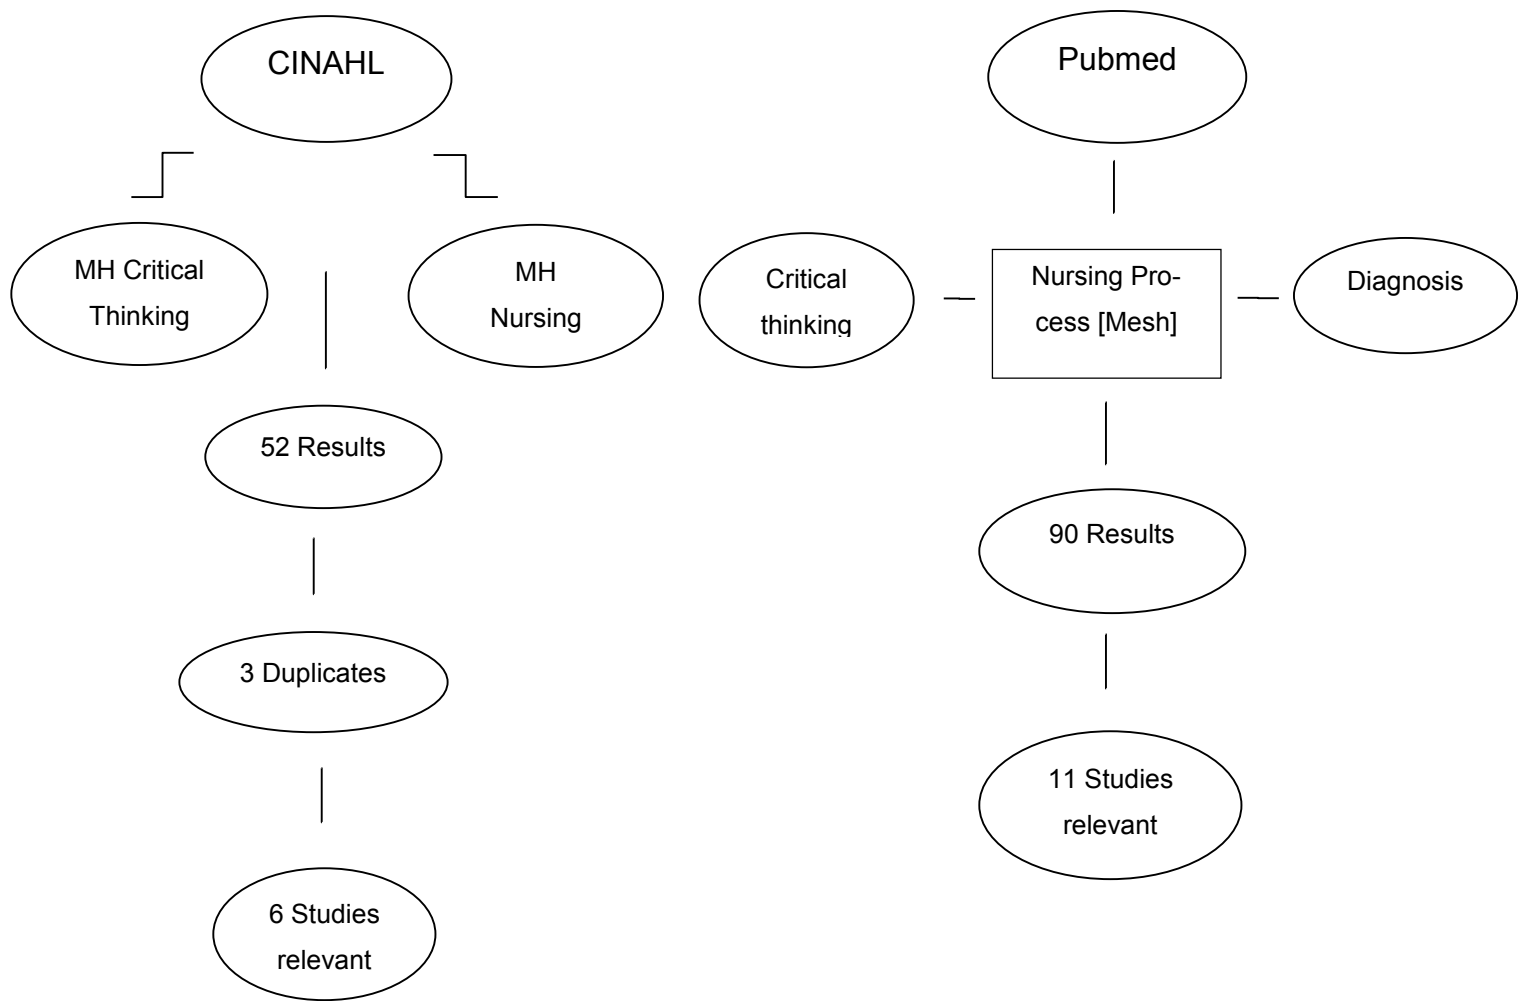 CINAHL
MH Critical
Thinking
MH
Nursing
52 Results
3 Duplicates
6 Studies
relevant
Pubmed
Critical
thinking
Nursing Pro-
cess [Mesh]
Diagnosis
90 Results
11 Studies
relevant